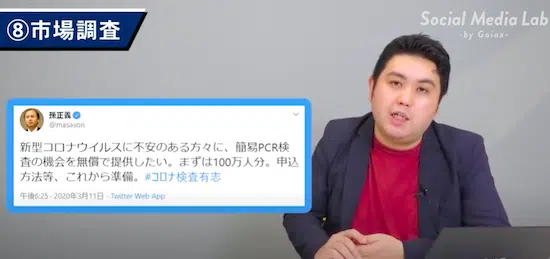 ⑧市場調査
Social Media Lab
-by Gaiax-
孫正義
@masason
新型コロナウイルスに不安のある方々に、簡易PCR検
査の機会を無償で提供したい。まずは100万人分。申込
方法等、これから準備。#コロナ検査有志
午後6:25 · 2020年3月11日 · Twitter Web App